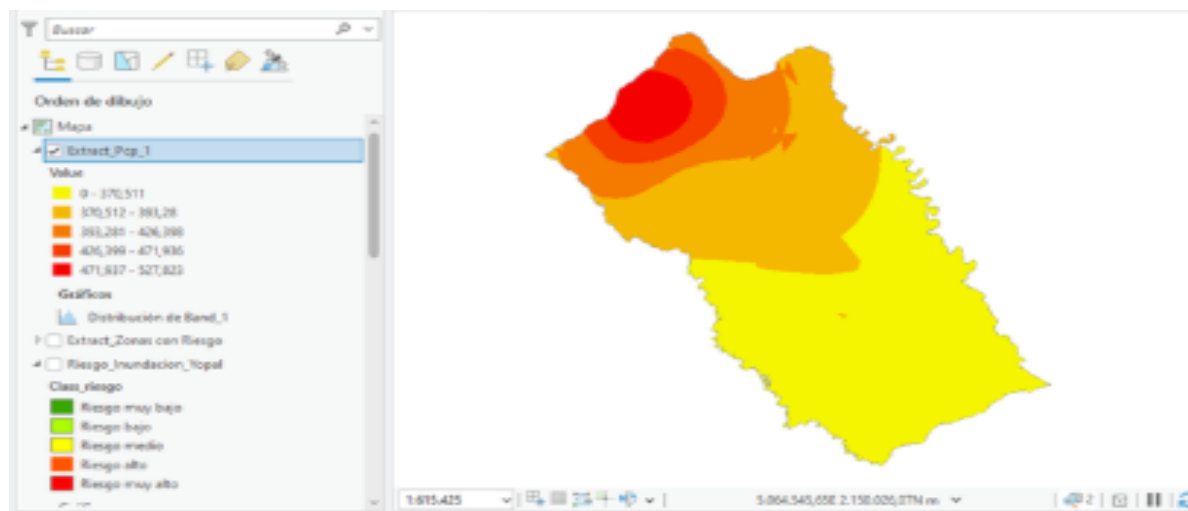 Buscar
Orden de dibujo
Mapa
Extract_Pcp_1
Value
0 - 370,511
370,512 - 393,28
393,281 - 426,398
426,399 - 471,936
471,937 - 527,823
Gráficos
Distribución de Band_1
Extract_Zonas con Riesgo
Riesgo_Inundacion_Yopal
Class_riesgo
Riesgo muy bajo
Riesgo bajo
Riesgo medio
Riesgo alto
Riesgo muy alto
1:615.425
2